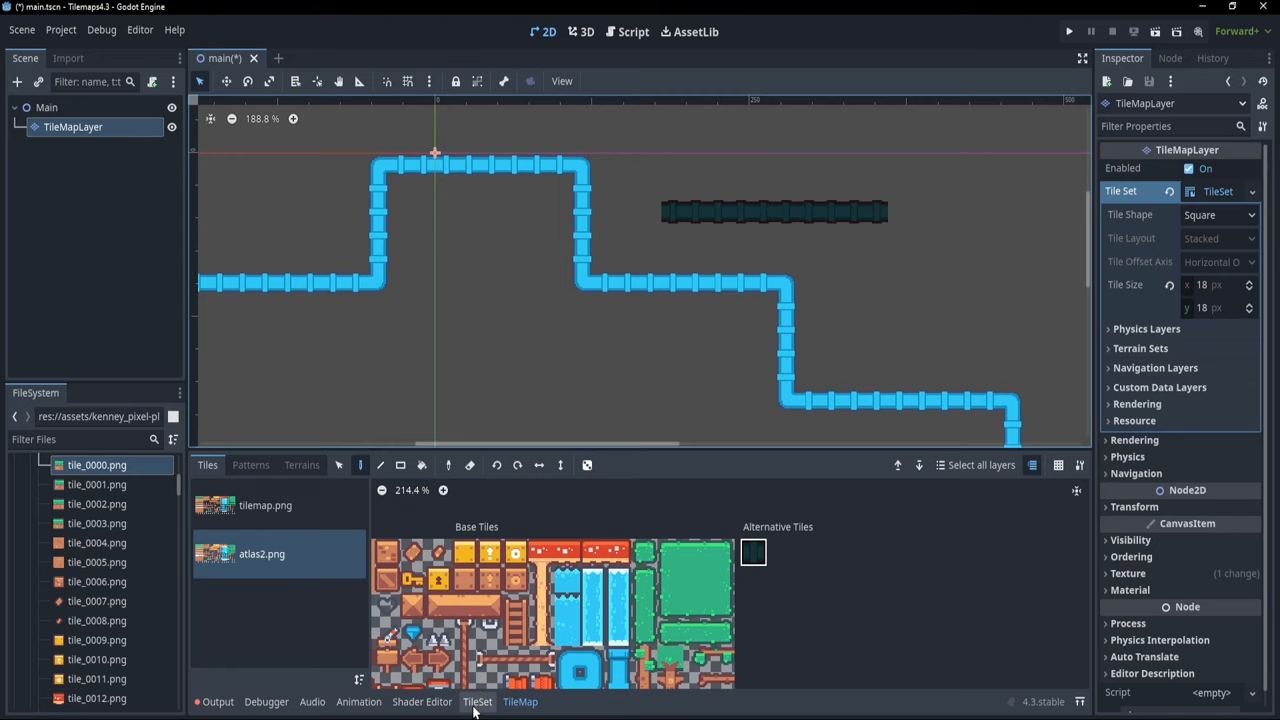 (*) main.tscn - Tilemaps4.3 - Godot Engine
Scene Project Debug Editor Help
2D 3D Script AssetLib
Forward+
Scene Import
main(*)
Inspector Node History
Filter: name, t:t
View
Main
TileMapLayer
188.8 %
0 250 500
0
TileMapLayer
Filter Properties
TileMapLayer
Enabled On
Tile Set TileSet
Tile Shape Square
Tile Layout Stacked
Tile Offset Axis Horizontal O
Tile Size x 18 px
y 18 px
Physics Layers
Terrain Sets
Navigation Layers
Custom Data Layers
Rendering
Resource
Rendering
Physics
Navigation
Node2D
Transform
CanvasItem
Visibility
Ordering
Texture (1 change)
Material
Node
Process
Physics Interpolation
Auto Translate
Editor Description
Script <empty>
FileSystem
res://assets/kenney_pixel-pl
Filter Files
tile_0000.png
tile_0001.png
tile_0002.png
tile_0003.png
tile_0004.png
tile_0005.png
tile_0006.png
tile_0007.png
tile_0008.png
tile_0009.png
tile_0010.png
tile_0011.png
tile_0012.png
Tiles Patterns Terrains
Select all layers
tilemap.png
atlas2.png
214.4 %
Base Tiles
Alternative Tiles
Output Debugger Audio Animation Shader Editor TileSet TileMap
4.3.stable